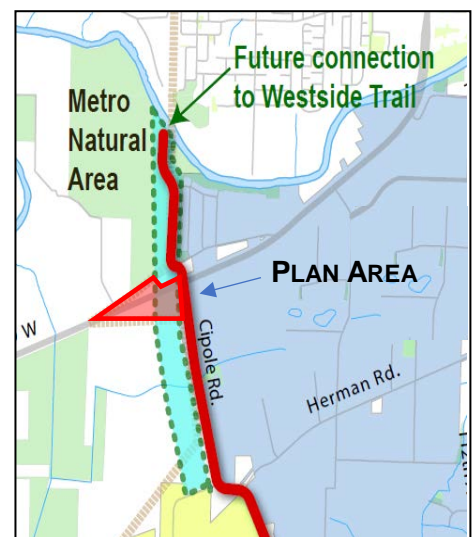 Future connection
to Westside Trail
Metro
Natural
Area
PLAN AREA
W
Cipole Rd.
Herman Rd.